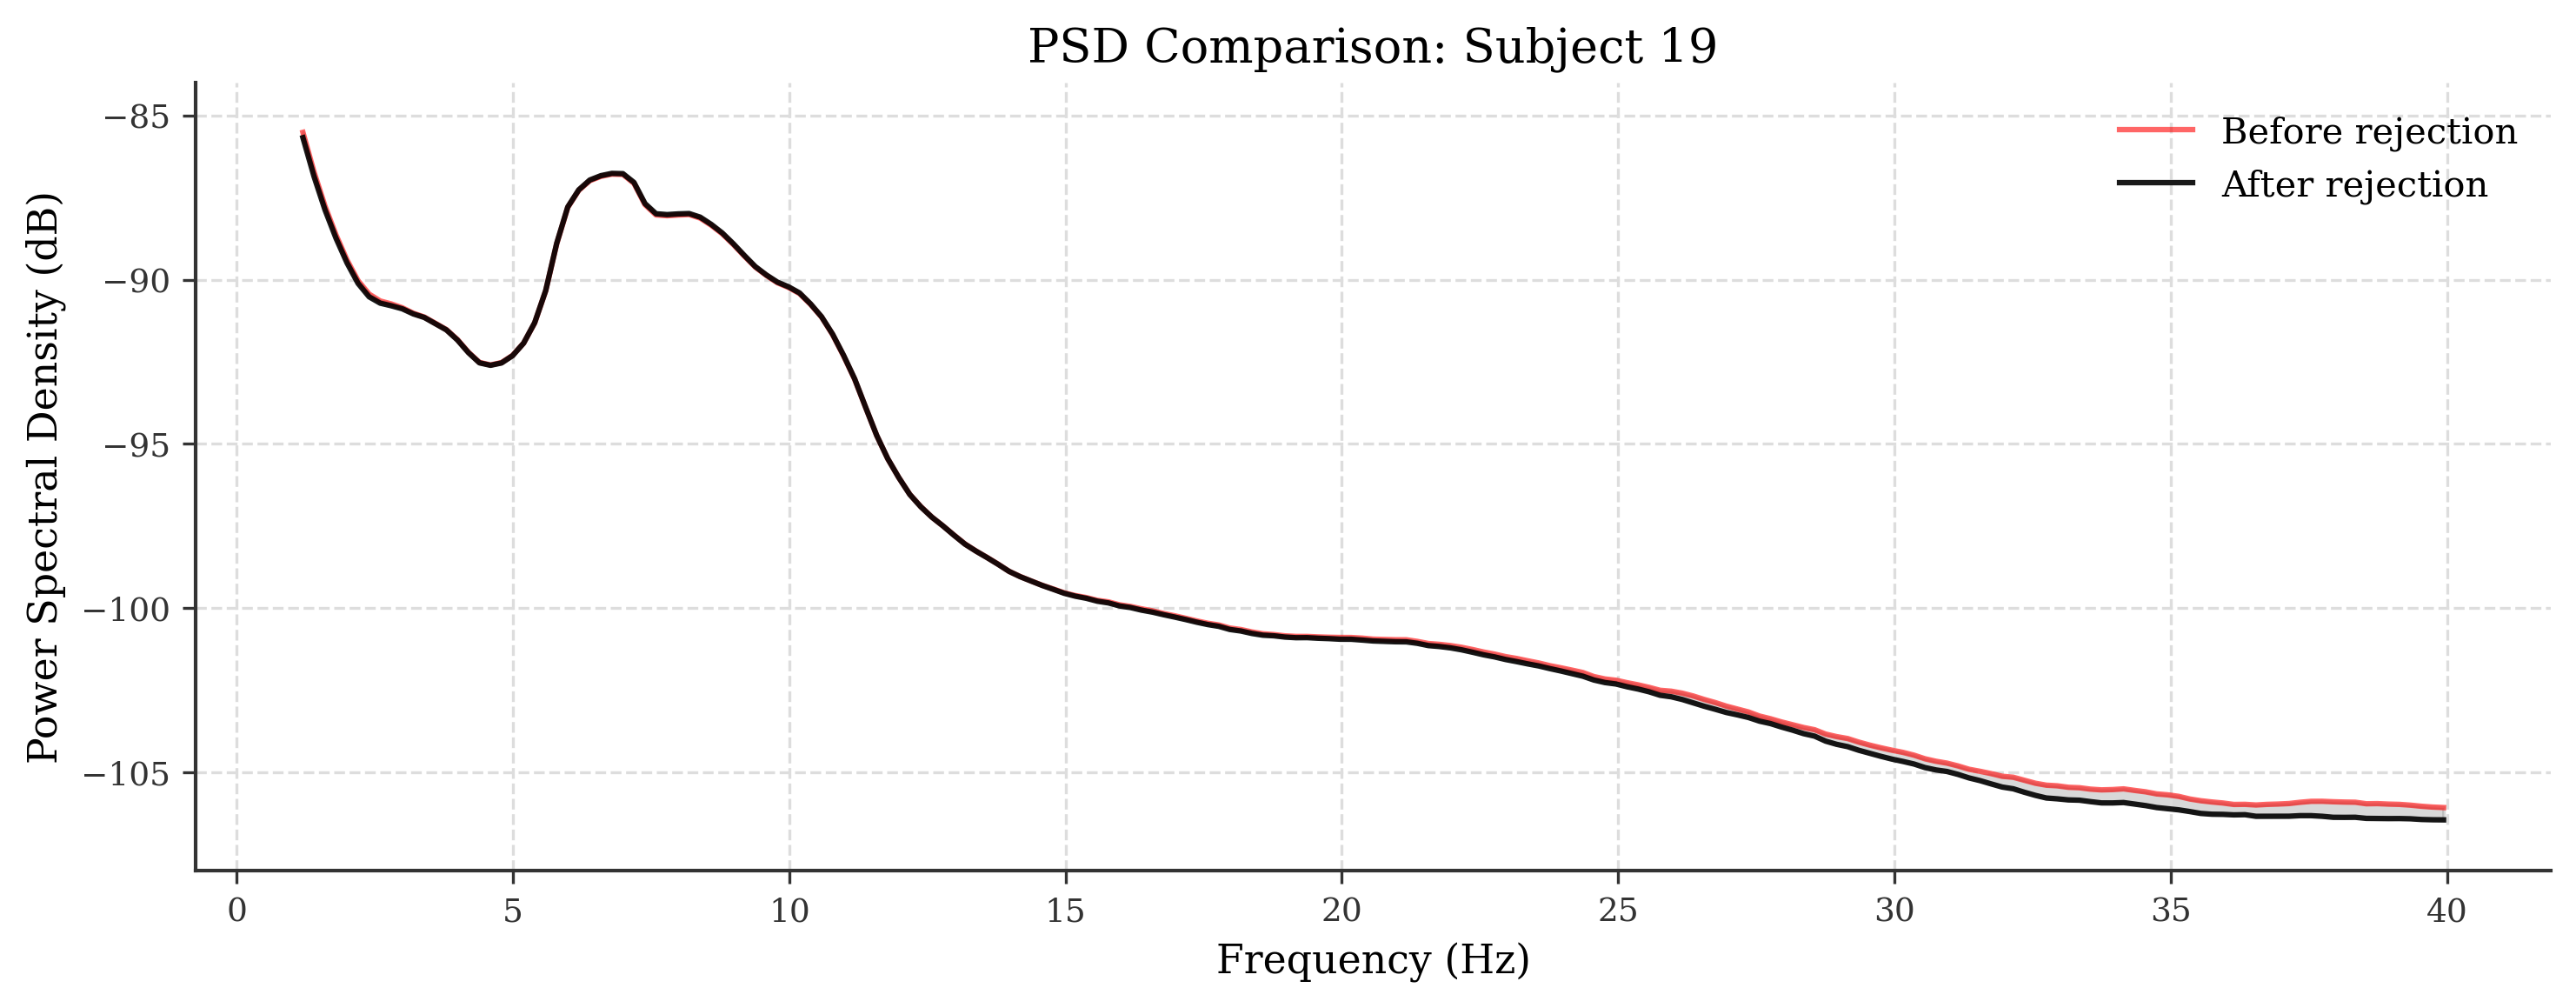 PSD Comparison: Subject 19
Before rejection
After rejection
Power Spectral Density (dB)
−85
−90
−95
−100
−105
0 5 10 15 20 25 30 35 40
Frequency (Hz)